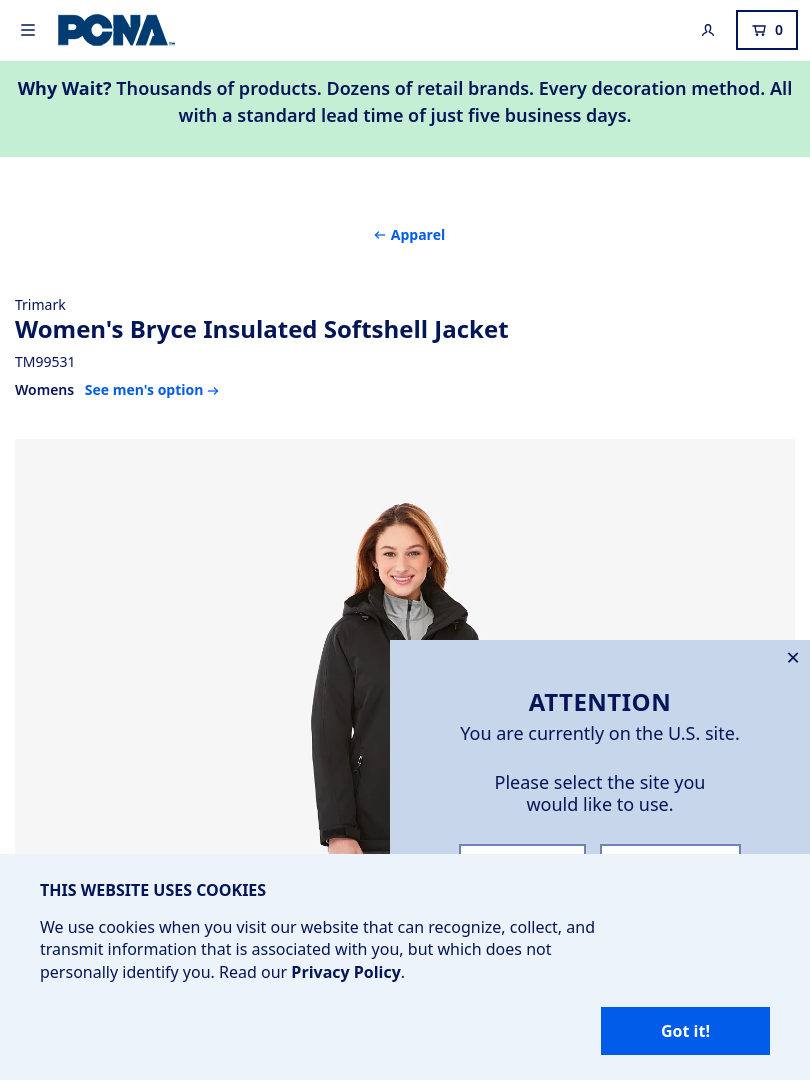 PCNA
0
Why Wait? Thousands of products. Dozens of retail brands. Every decoration method. All
with a standard lead time of just five business days.
← Apparel
Trimark
Women's Bryce Insulated Softshell Jacket
TM99531
Womens See men's option →
ATTENTION
You are currently on the U.S. site.
Please select the site you
would like to use.
THIS WEBSITE USES COOKIES
We use cookies when you visit our website that can recognize, collect, and
transmit information that is associated with you, but which does not
personally identify you. Read our Privacy Policy.
Got it!